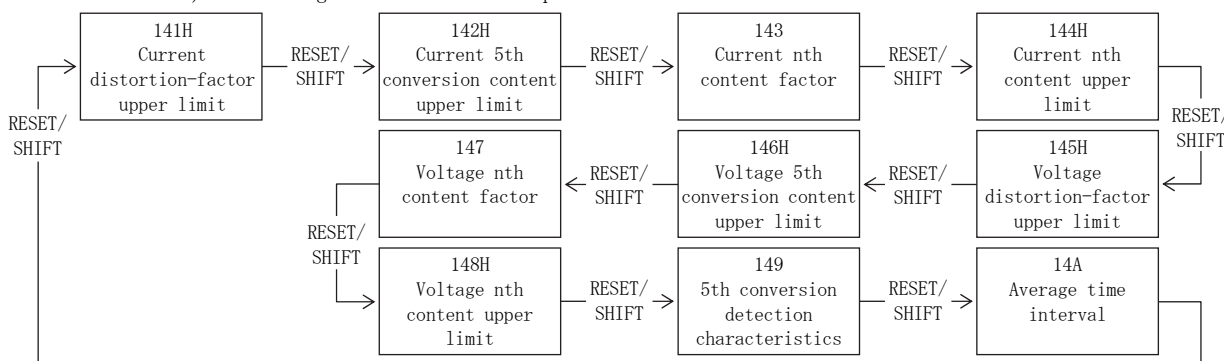 141H
Current
distortion-factor
upper limit
RESET/
SHIFT
142H
Current 5th
conversion content
upper limit
RESET/
SHIFT
143
Current nth
content factor
RESET/
SHIFT
144H
Current nth
content upper
limit
RESET/
SHIFT
RESET/
SHIFT
147
Voltage nth
content factor
RESET/
SHIFT
146H
Voltage 5th
conversion content
upper limit
RESET/
SHIFT
145H
Voltage
distortion-factor
upper limit
RESET/
SHIFT
148H
Voltage nth
content upper
limit
RESET/
SHIFT
149
5th conversion
detection
characteristics
RESET/
SHIFT
14A
Average time
interval